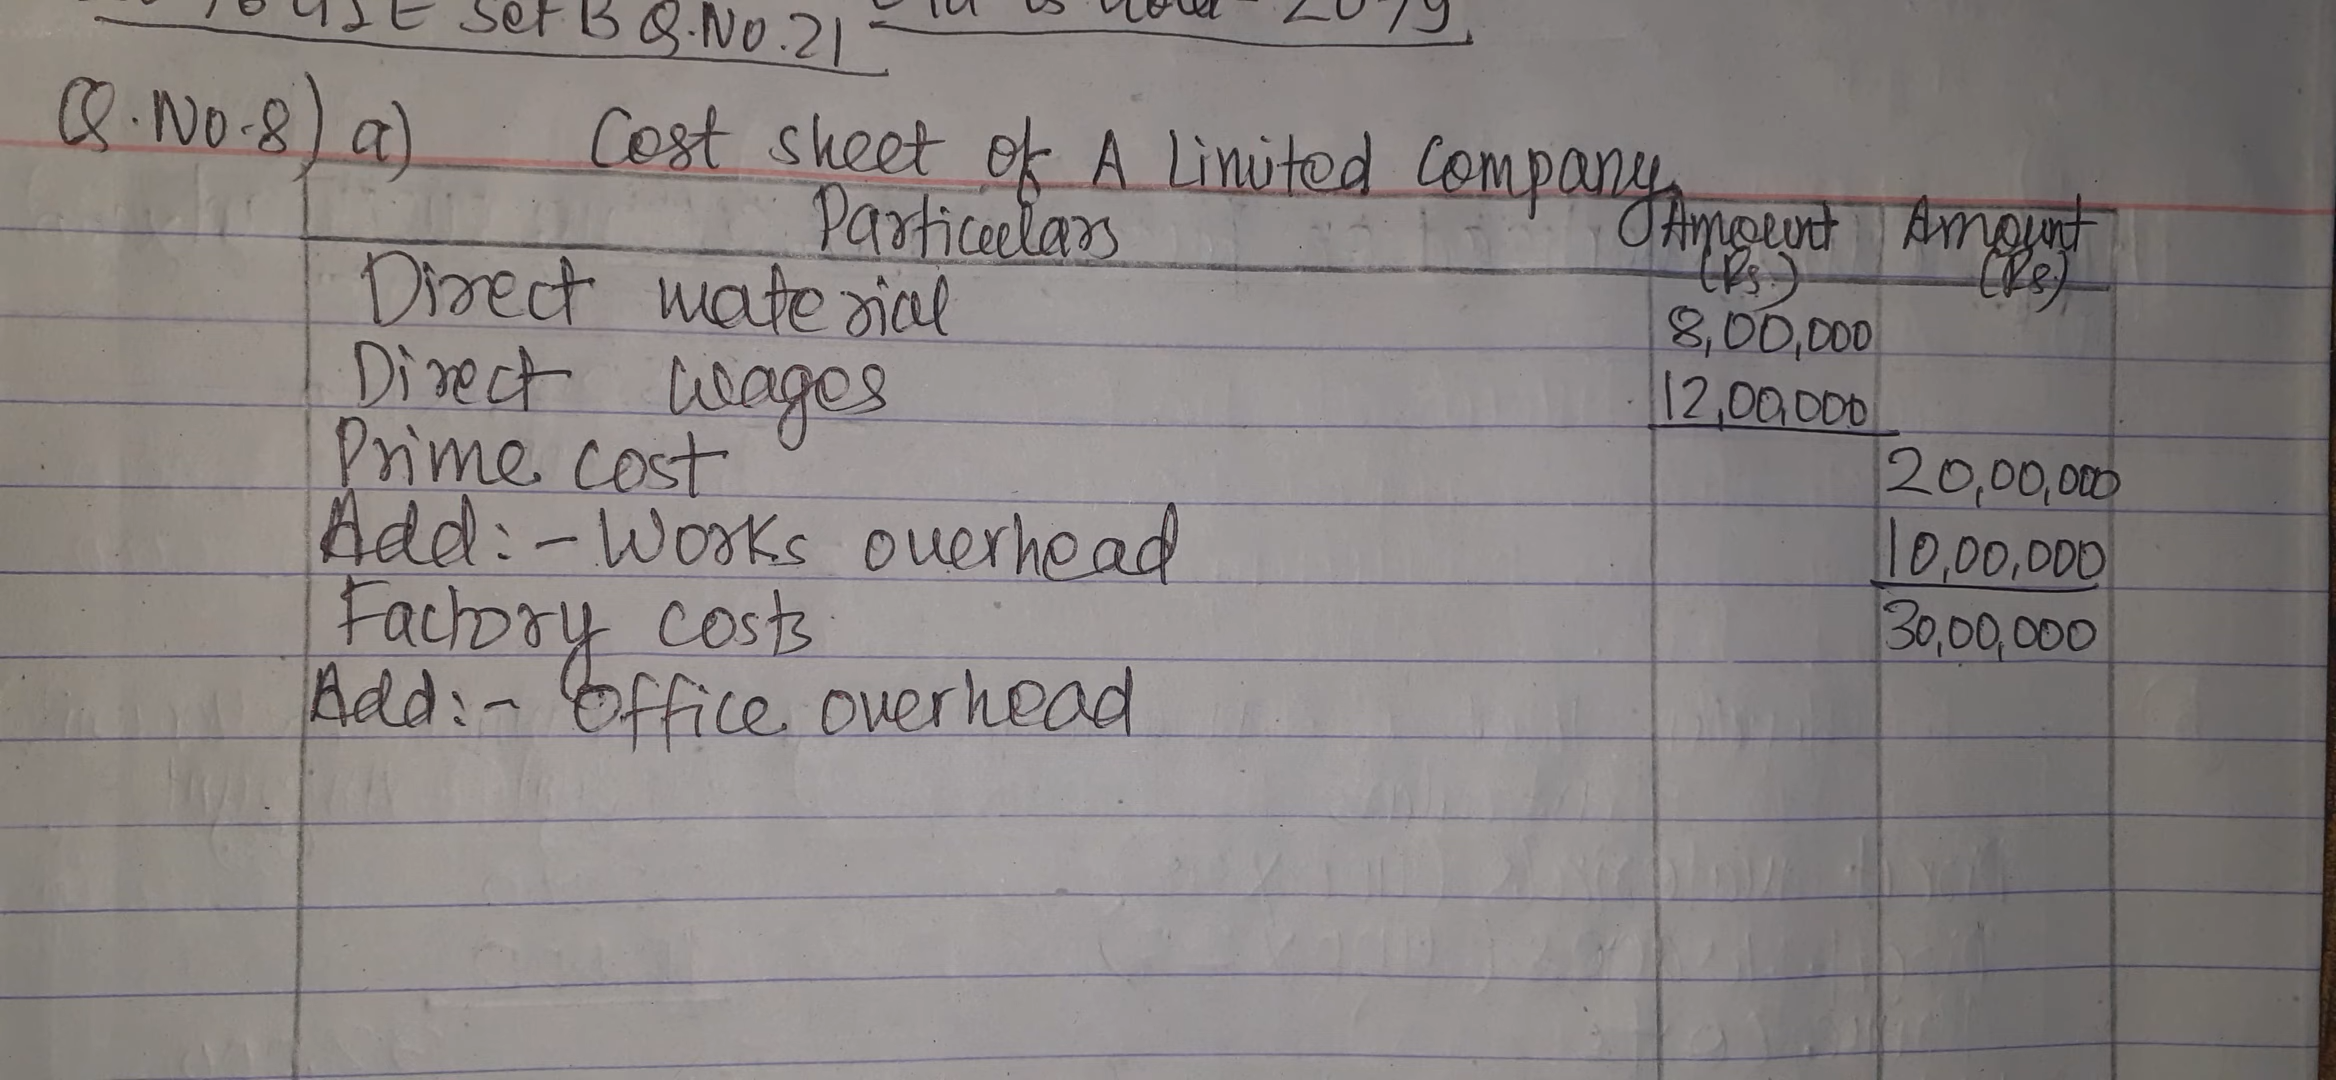 Set B Q.No.21
Q.No-8) a) Cost sheet of A Limited Company
Particulars Amount (Rs.) Amount (Rs)
Direct material 8,00,000
Direct wages 12,00,000
Prime cost 20,00,000
Add:- Works overhead 10,00,000
Factory costs 30,00,000
Add:- Office overhead